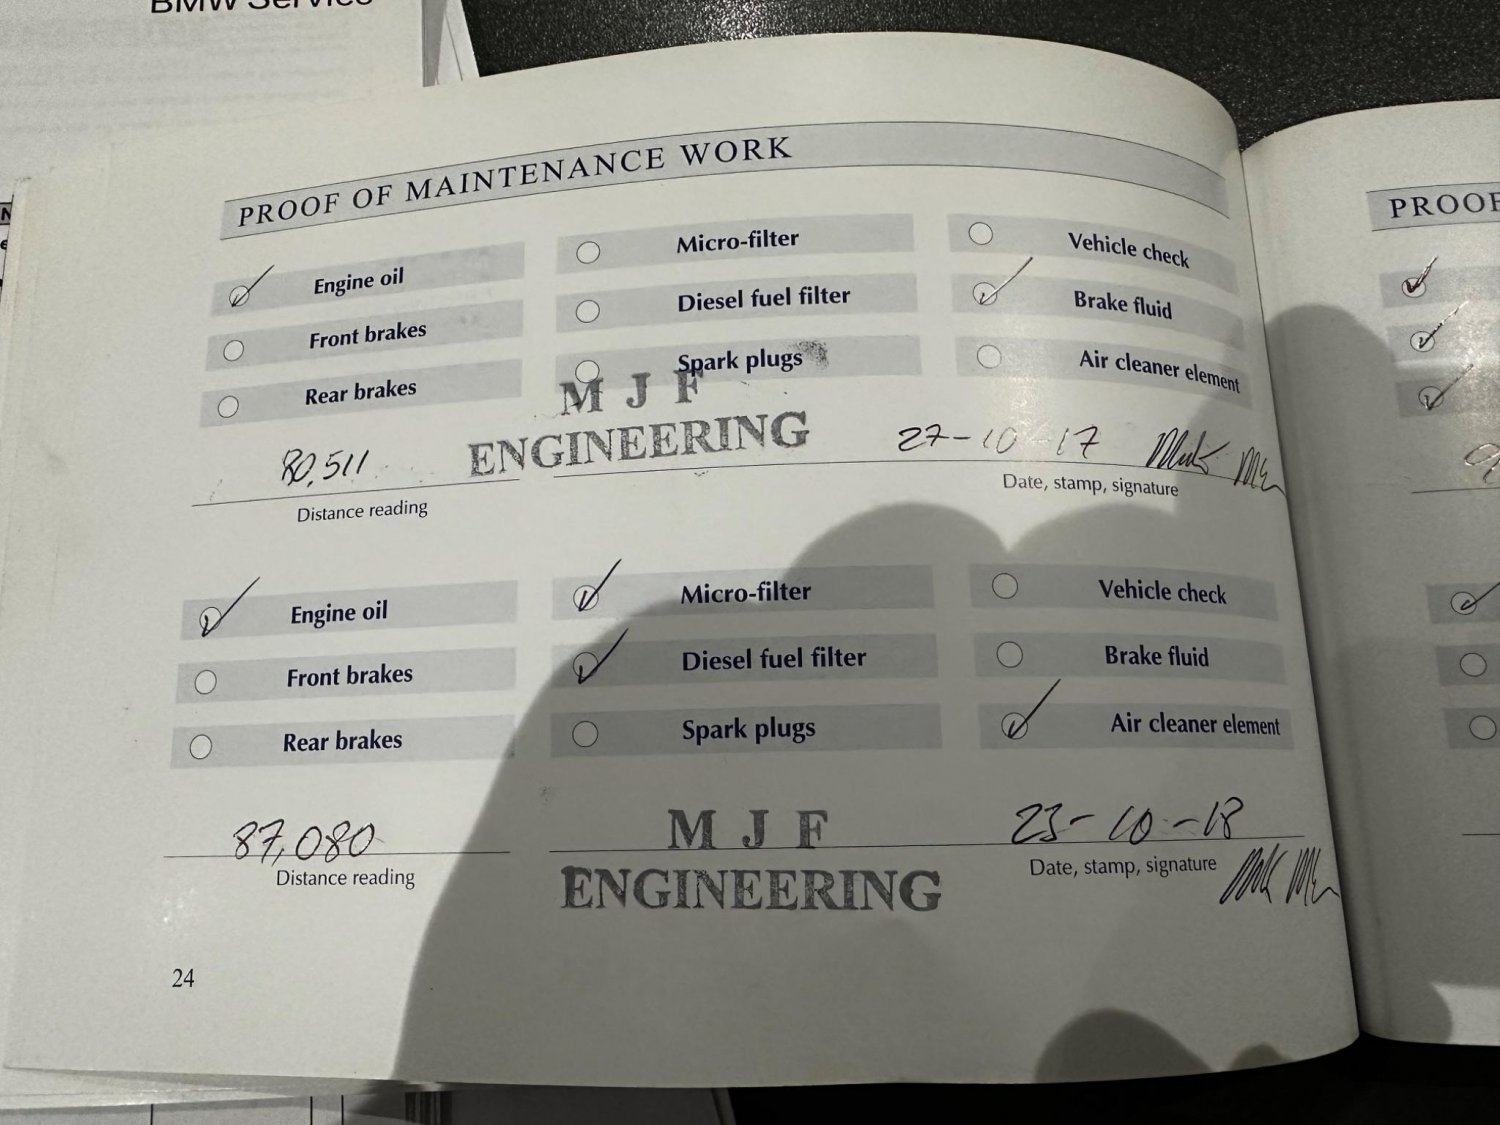 BMW Service
PROOF OF MAINTENANCE WORK
Engine oil
Micro-filter
Vehicle check
Front brakes
Diesel fuel filter
Brake fluid
Rear brakes
Spark plugs
Air cleaner element
80,511
M J F
ENGINEERING
27-10-17
Distance reading
Date, stamp, signature
Engine oil
Micro-filter
Vehicle check
Front brakes
Diesel fuel filter
Brake fluid
Rear brakes
Spark plugs
Air cleaner element
87,080
M J F
ENGINEERING
23-10-18
Distance reading
Date, stamp, signature
24
PROOF